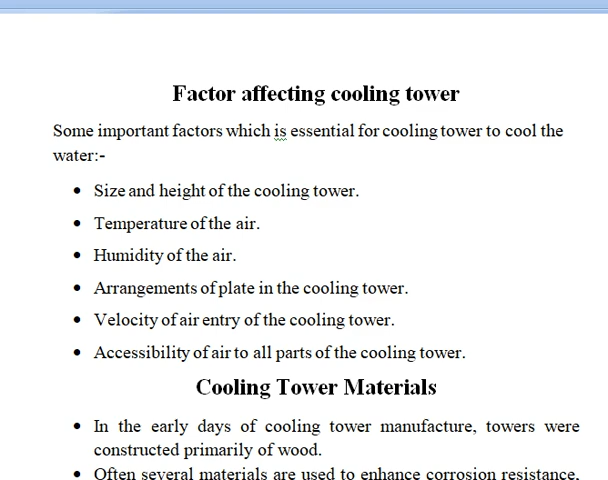 Factor affecting cooling tower
Some important factors which is essential for cooling tower to cool the
water:-
• Size and height of the cooling tower.
• Temperature of the air.
• Humidity of the air.
• Arrangements of plate in the cooling tower.
• Velocity of air entry of the cooling tower.
• Accessibility of air to all parts of the cooling tower.
Cooling Tower Materials
• In the early days of cooling tower manufacture, towers were
constructed primarily of wood.
• Often several materials are used to enhance corrosion resistance,